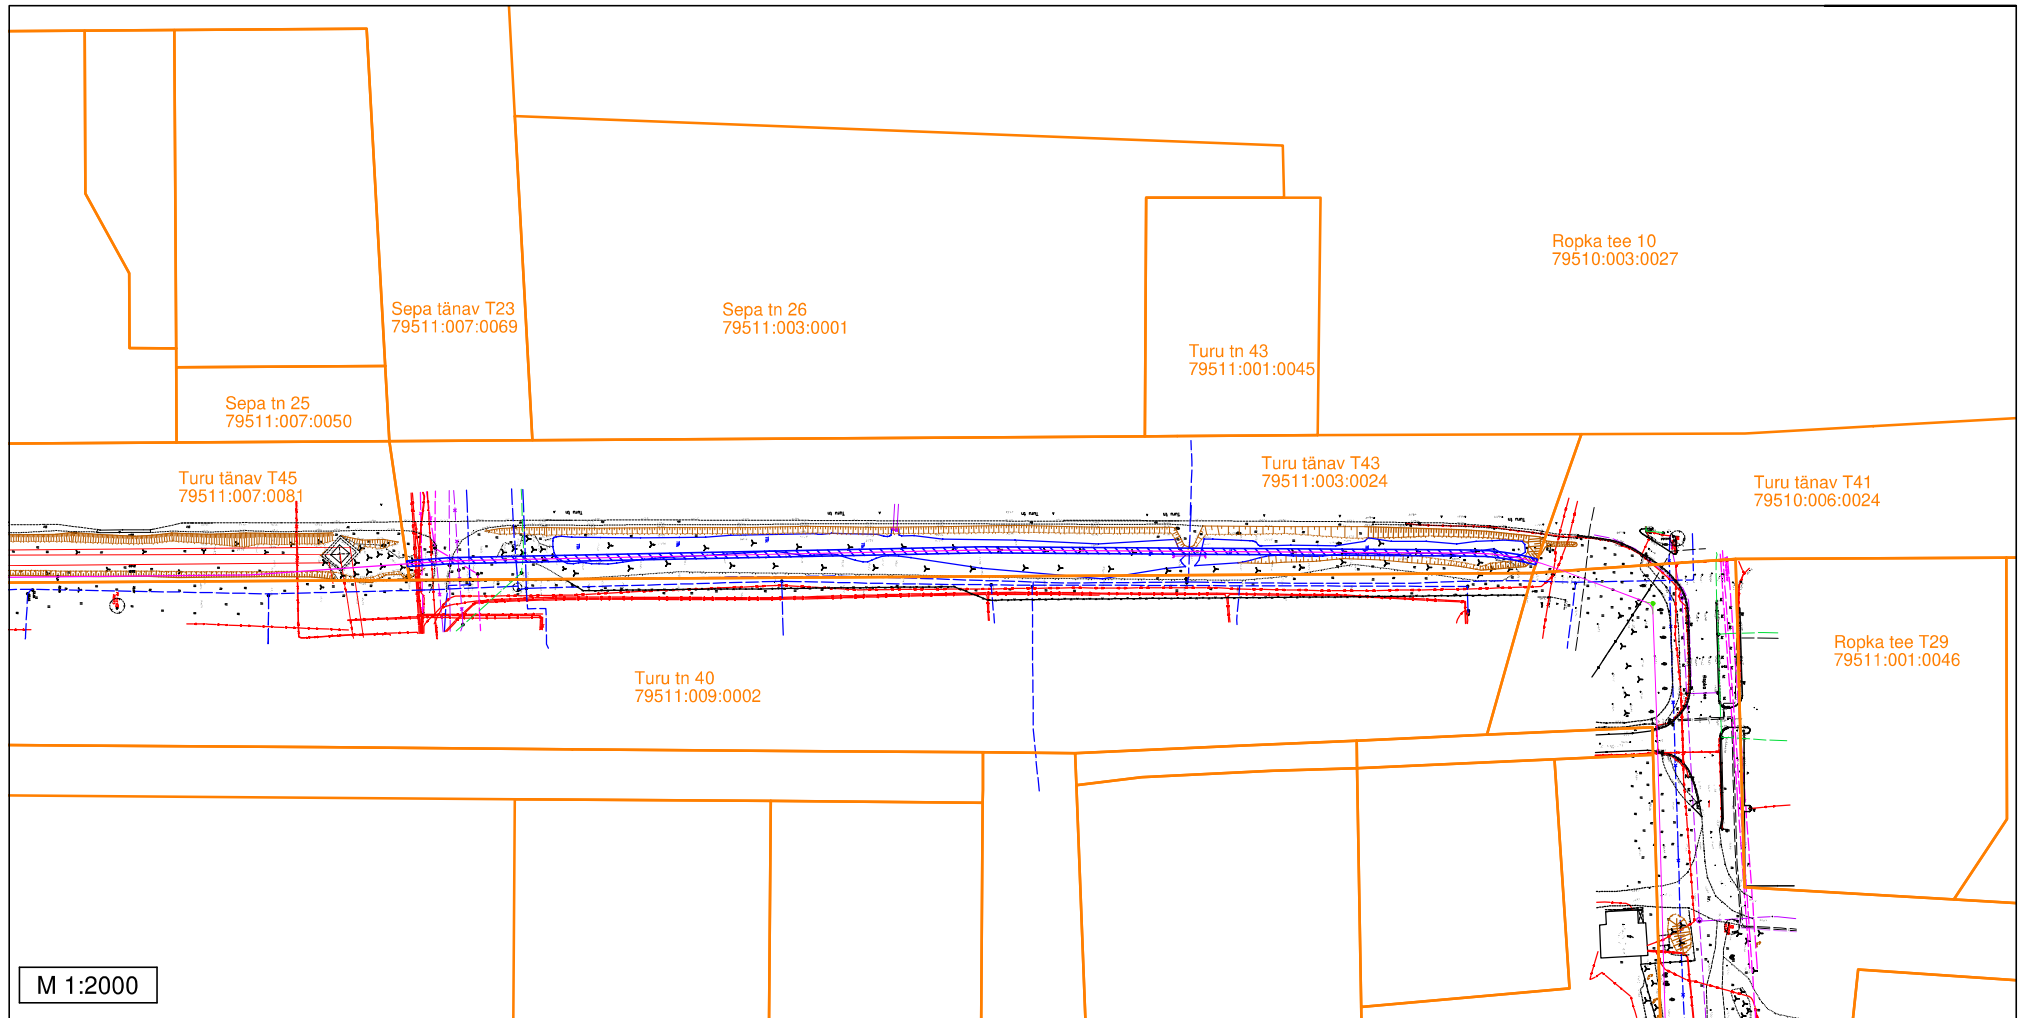 Ropka tee 10
79510:003:0027
Sepa tänav T23
79511:007:0069
Sepa tn 26
79511:003:0001
Turu tn 43
79511:001:0045
Sepa tn 25
79511:007:0050
Turu tänav T45
79511:007:0081
Turu tänav T43
79511:003:0024
Turu tänav T41
79510:006:0024
Ropka tee T29
79511:001:0046
Turu tn 40
79511:009:0002
M 1:2000